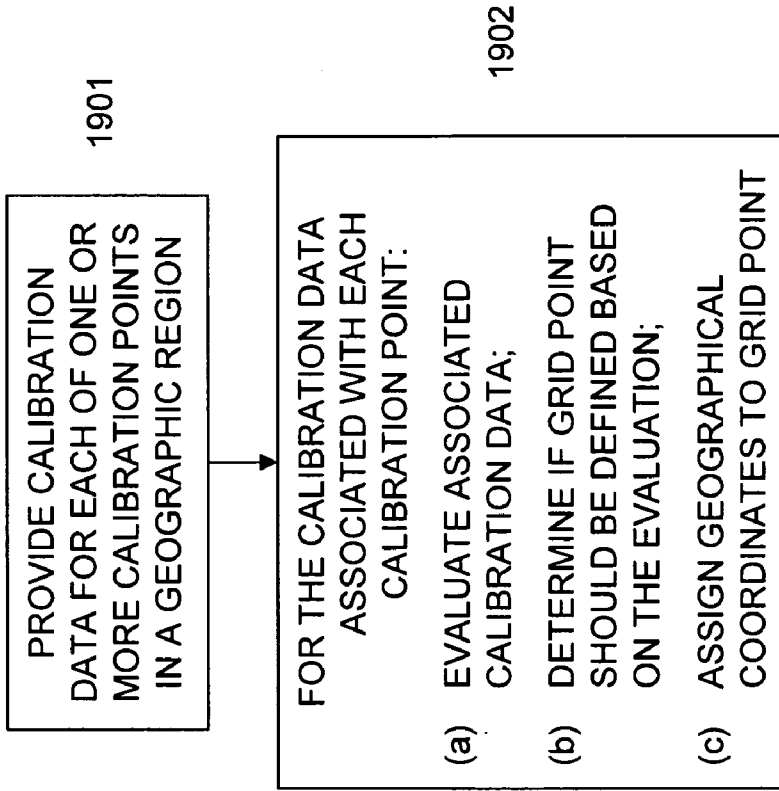 PROVIDE CALIBRATION
DATA FOR EACH OF ONE OR
MORE CALIBRATION POINTS
IN A GEOGRAPHIC REGION
1901
FOR THE CALIBRATION DATA
ASSOCIATED WITH EACH
CALIBRATION POINT:
(a) EVALUATE ASSOCIATED
CALIBRATION DATA;
(b) DETERMINE IF GRID POINT
SHOULD BE DEFINED BASED
ON THE EVALUATION;
(c) ASSIGN GEOGRAPHICAL
COORDINATES TO GRID POINT
1902